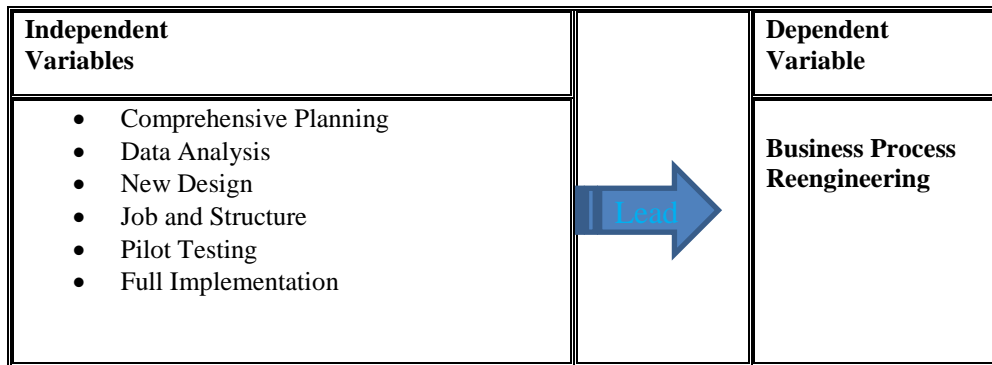 Independent
Variables
Dependent
Variable
• Comprehensive Planning
• Data Analysis
• New Design
• Job and Structure
• Pilot Testing
• Full Implementation
Lead
Business Process
Reengineering